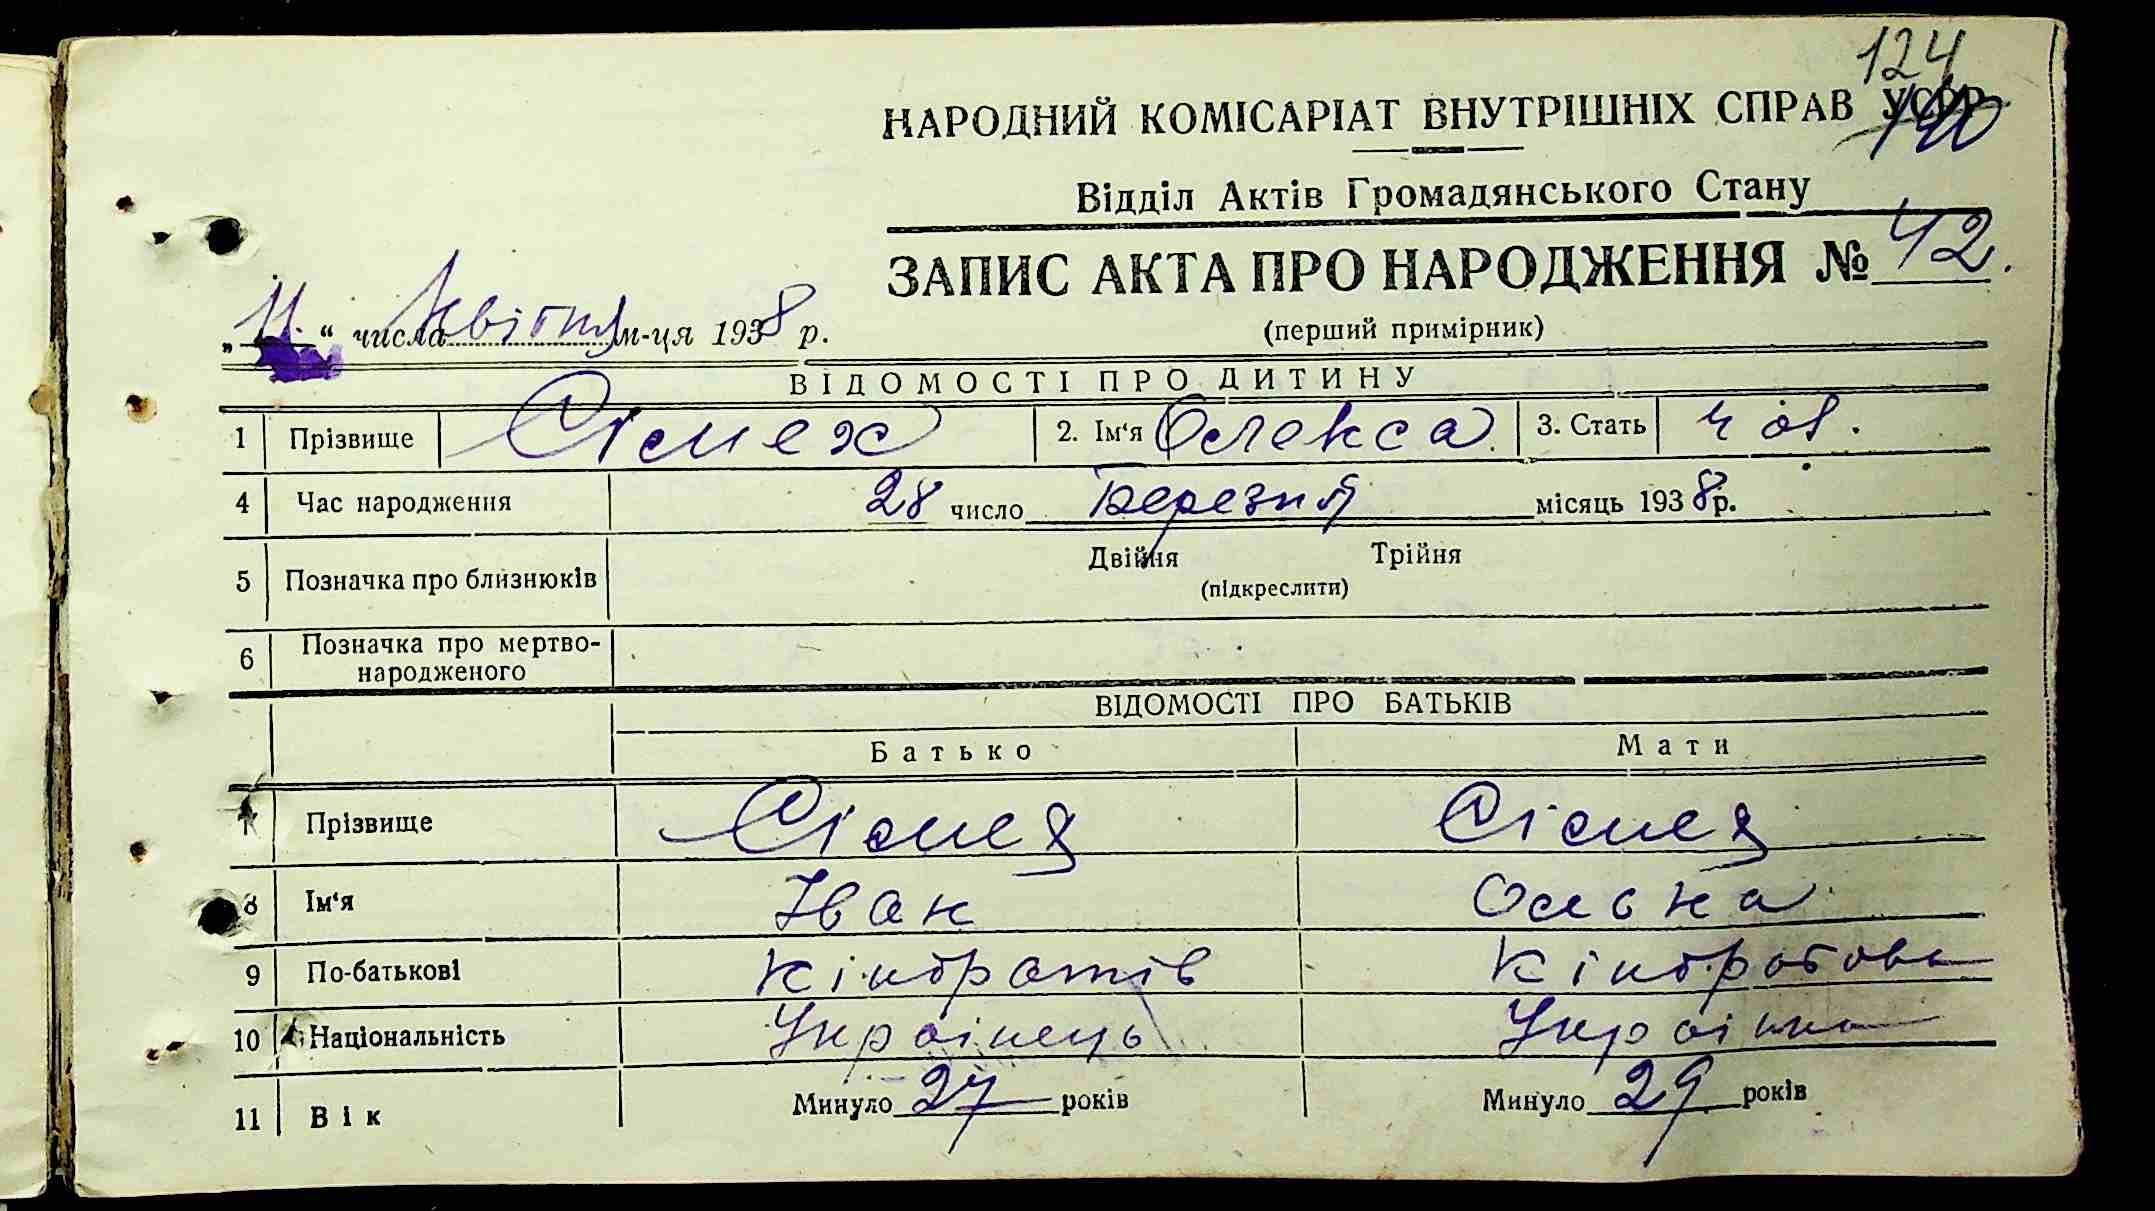 124
НАРОДНИЙ КОМІСАРІАТ ВНУТРІШНІХ СПРАВ УСРР
Відділ Актів Громадянського Стану
ЗАПИС АКТА ПРО НАРОДЖЕННЯ № 42.
„11“ числа Квітня м-ця 1938 р.
(перший примірник)
ВІДОМОСТІ ПРО ДИТИНУ
1 Прізвище 2. Ім'я Олекса 3. Стать чол.
4 Час народження 28 число Березня місяць 1938 р.
5 Позначка про близнюків Двійня Трійня
(підкреслити)
6 Позначка про мертво-
народженого
ВІДОМОСТІ ПРО БАТЬКІВ
Батько Мати
7 Прізвище
8 Ім'я Іван Олька
9 По-батькові Кіндратів Кіндратовн
10 Національність Українець Українка
11 Вік Минуло 27 років Минуло 29 років